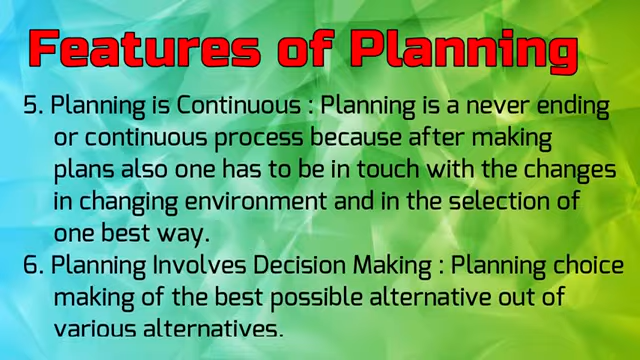 Features of Planning
5. Planning is Continuous : Planning is a never ending
or continuous process because after making
plans also one has to be in touch with the changes
in changing environment and in the selection of
one best way.
6. Planning Involves Decision Making : Planning choice
making of the best possible alternative out of
various alternatives.